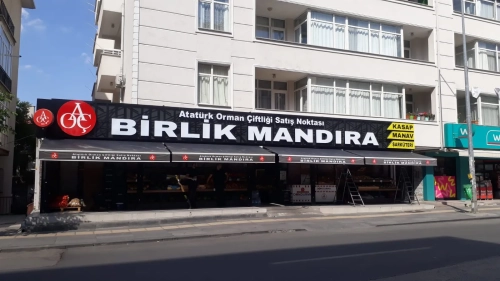 AOÇ
Atatürk Orman Çiftliği Satış Noktası
BİRLİK MANDIRA
KASAP
MANAV
ŞARKÜTERİ
BİRLİK MANDIRA
BİRLİK MANDIRA
BİRLİK MANDIRA
BİRLİK MANDIRA
W